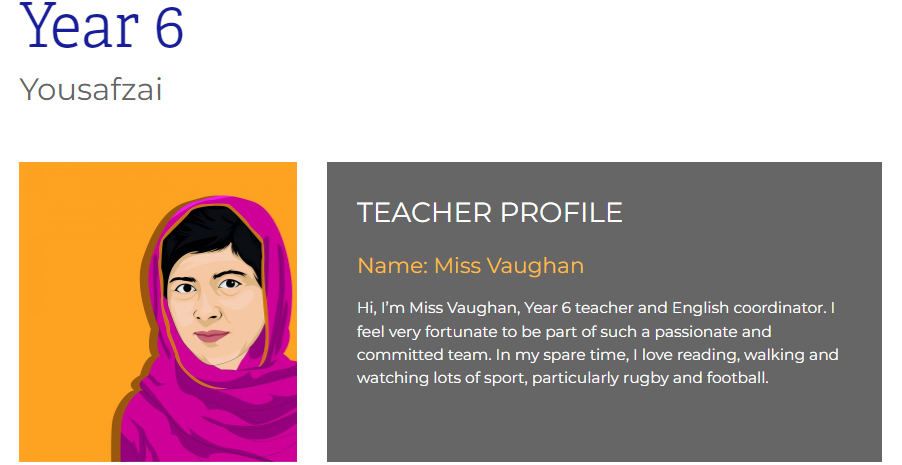 Year 6
Yousafzai
TEACHER PROFILE
Name: Miss Vaughan
Hi, I’m Miss Vaughan, Year 6 teacher and English coordinator. I
feel very fortunate to be part of such a passionate and
committed team. In my spare time, I love reading, walking and
watching lots of sport, particularly rugby and football.